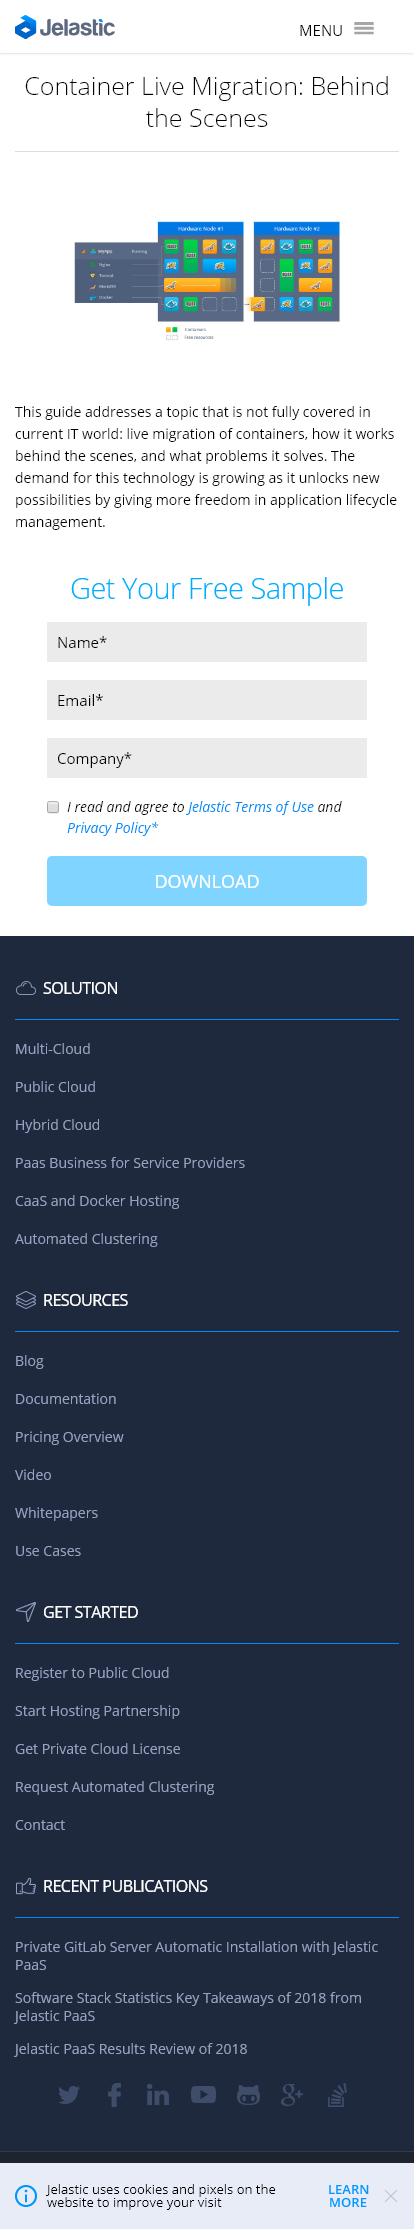 Jelastic
MENU
Container Live Migration: Behind
the Scenes
Hardware Node #1
Hardware Node #2
MyApp
Running
Nginx
Tomcat
MariaDB
Docker
Containers
Free resources
This guide addresses a topic that is not fully covered in
current IT world: live migration of containers, how it works
behind the scenes, and what problems it solves. The
demand for this technology is growing as it unlocks new
possibilities by giving more freedom in application lifecycle
management.
Get Your Free Sample
Name*
Email*
Company*
I read and agree to Jelastic Terms of Use and
Privacy Policy*
DOWNLOAD
SOLUTION
Multi-Cloud
Public Cloud
Hybrid Cloud
Paas Business for Service Providers
CaaS and Docker Hosting
Automated Clustering
RESOURCES
Blog
Documentation
Pricing Overview
Video
Whitepapers
Use Cases
GET STARTED
Register to Public Cloud
Start Hosting Partnership
Get Private Cloud License
Request Automated Clustering
Contact
RECENT PUBLICATIONS
Private GitLab Server Automatic Installation with Jelastic
PaaS
Software Stack Statistics Key Takeaways of 2018 from
Jelastic PaaS
Jelastic PaaS Results Review of 2018
Jelastic uses cookies and pixels on the
website to improve your visit
LEARN
MORE